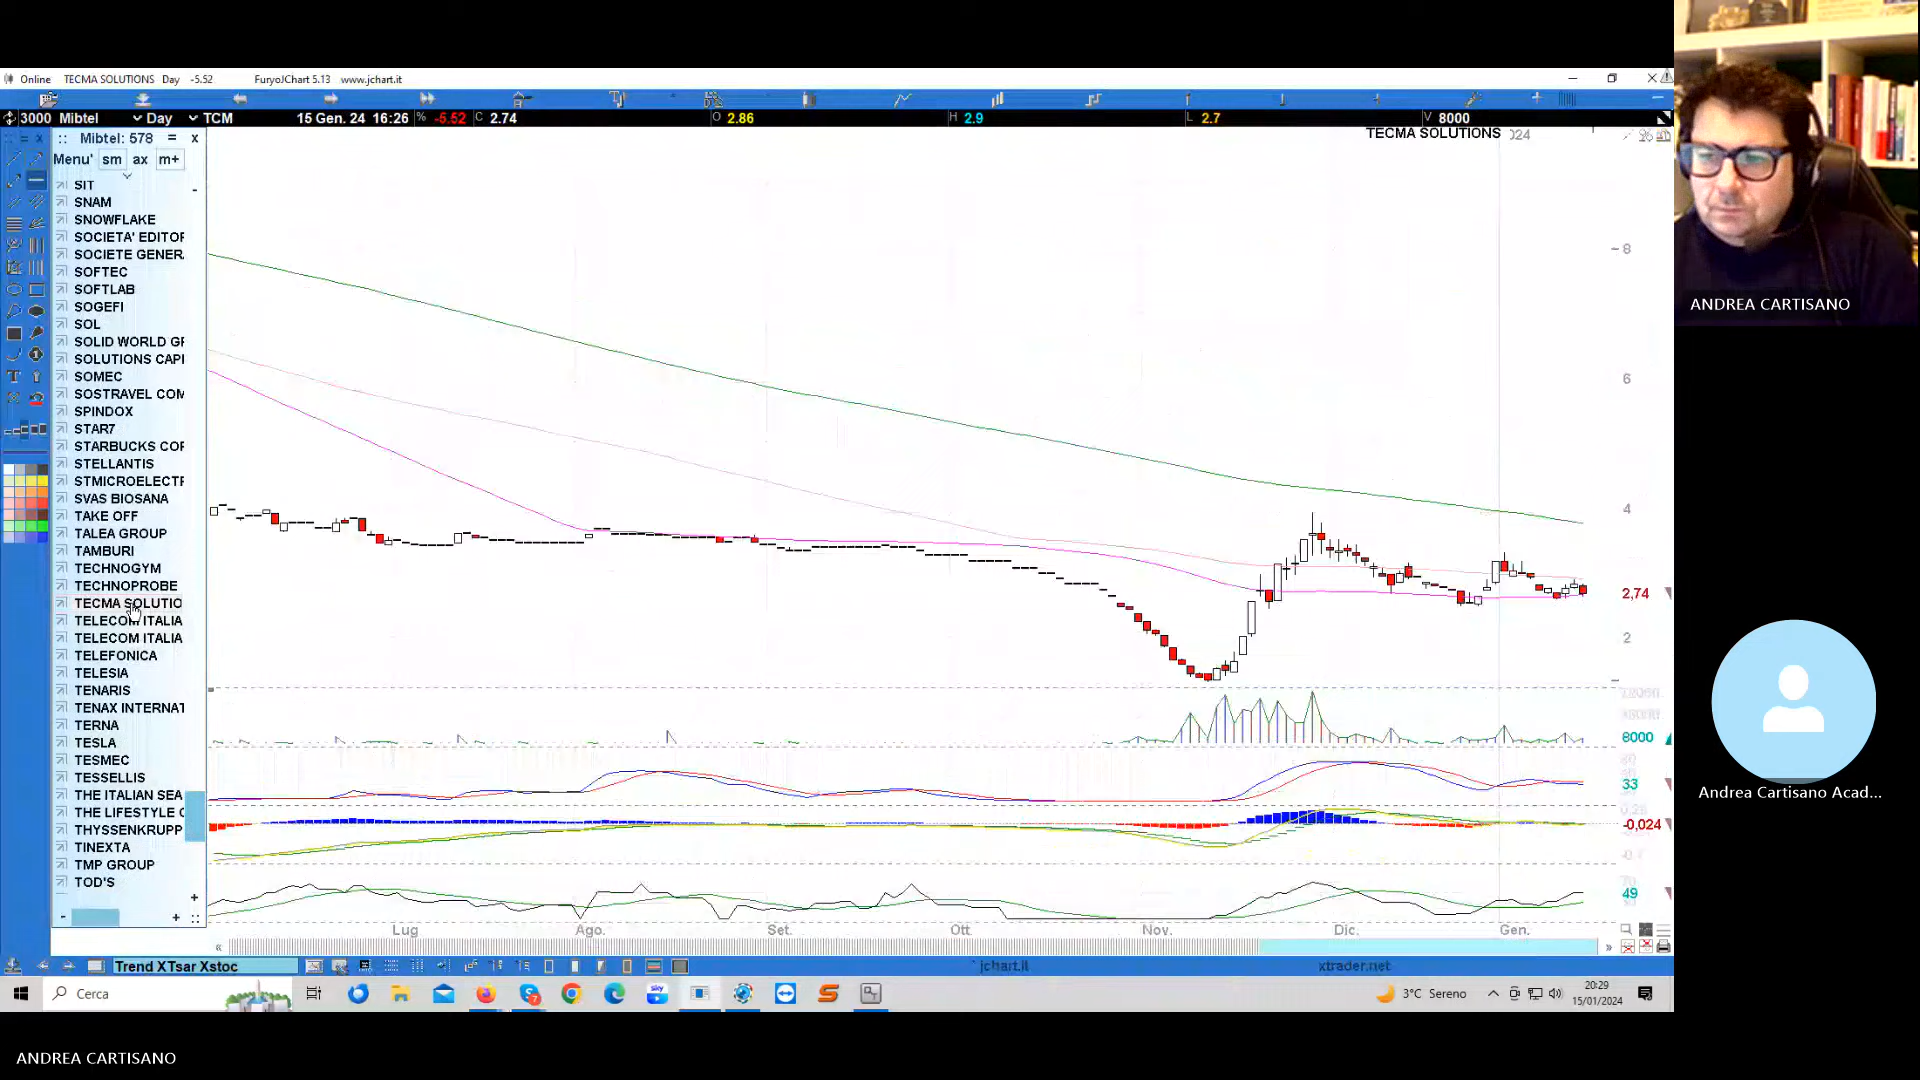 Online TECMA SOLUTIONS Day -5.52 FuryoJChart 5.13 www.jchart.it
3000 Mibtel Day TCM 15 Gen. 24 16:26 % -5.52 C 2.74 O 2.86 H 2.9 L 2.7 V 8000
Mibtel: 578 = x
TECMA SOLUTIONS 2024
Menu' sm ax m+
SIT
SNAM
SNOWFLAKE
SOCIETA' EDITOR
SOCIETE GENER
SOFTEC
SOFTLAB
SOGEFI
SOL
SOLID WORLD GR
SOLUTIONS CAPI
SOMEC
SOSTRAVEL COM
SPINDOX
STAR7
STARBUCKS COR
STELLANTIS
STMICROELECTR
SVAS BIOSANA
TAKE OFF
TALEA GROUP
TAMBURI
TECHNOGYM
TECHNOPROBE
TECMA SOLUTIO
TELECOM ITALIA
TELECOM ITALIA
TELEFONICA
TELESIA
TENARIS
TENAX INTERNAT
TERNA
TESLA
TESMEC
TESSELLIS
THE ITALIAN SEA
THE LIFESTYLE G
THYSSENKRUPP
TINEXTA
TMP GROUP
TOD'S
8
6
4
2,74
2
8000
33
-0,024
49
Lug Ago. Set. Ott. Nov. Dic. Gen.
Trend XTsar Xstoc
jchart.it xtrader.net
Cerca
sky
3°C Sereno
20:29
15/01/2024
ANDREA CARTISANO
Andrea Cartisano Acad...
ANDREA CARTISANO